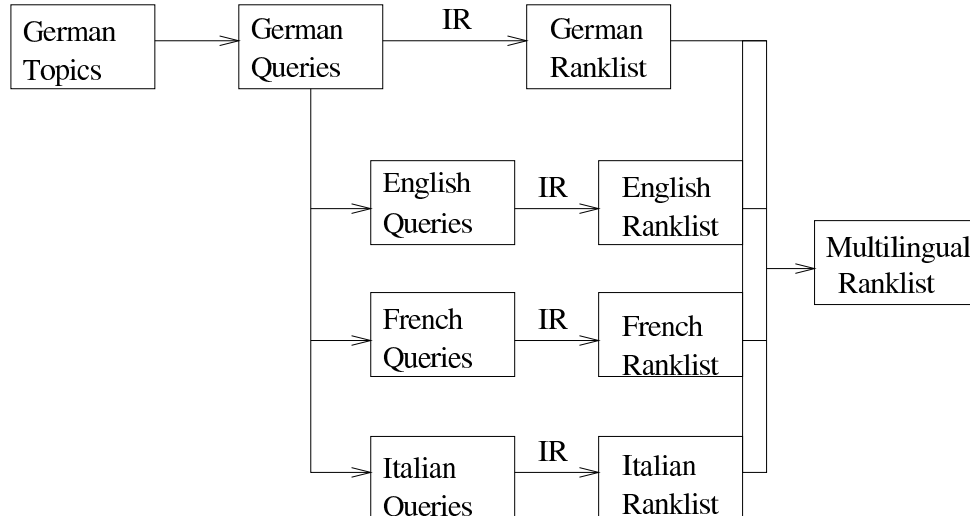 German
Topics
German
Queries
IR
German
Ranklist
English
Queries
IR
English
Ranklist
Multilingual
Ranklist
French
Queries
IR
French
Ranklist
Italian
Queries
IR
Italian
Ranklist